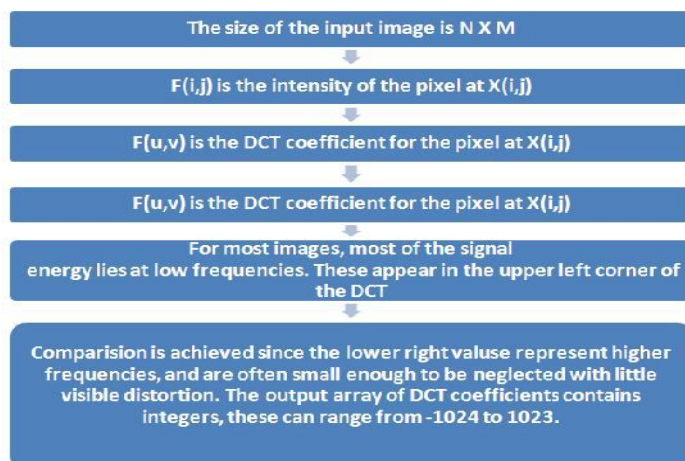 The size of the input image is N X M
F(i,j) is the intensity of the pixel at X(i,j)
F(u,v) is the DCT coefficient for the pixel at X(i,j)
F(u,v) is the DCT coefficient for the pixel at X(i,j)
For most images, most of the signal
energy lies at low frequencies. These appear in the upper left corner of
the DCT
Comparision is achieved since the lower right valuse represent higher
frequencies, and are often small enough to be neglected with little
visible distortion. The output array of DCT coefficients contains
integers, these can range from -1024 to 1023.